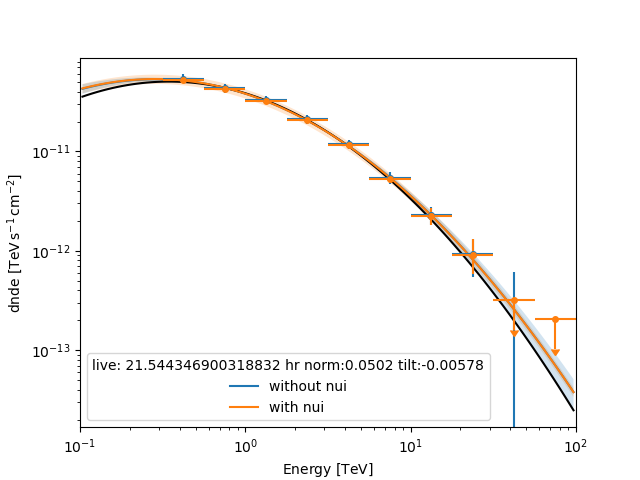 10⁻¹¹
10⁻¹²
10⁻¹³
dnde [TeV s⁻¹ cm⁻²]
live: 21.544346900318832 hr norm:0.0502 tilt:-0.00578
without nui
with nui
10⁻¹ 10⁰ 10¹ 10²
Energy [TeV]